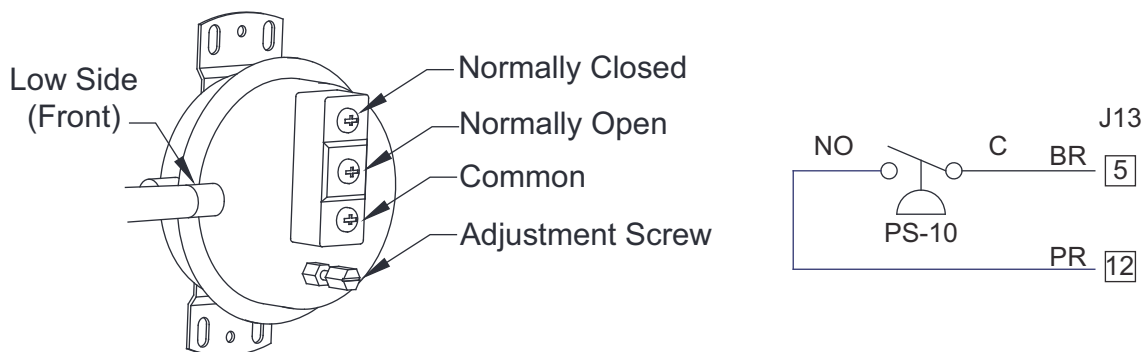 Low Side
(Front)
Normally Closed
Normally Open
Common
Adjustment Screw
J13
NO
C
BR
5
PS-10
PR
12